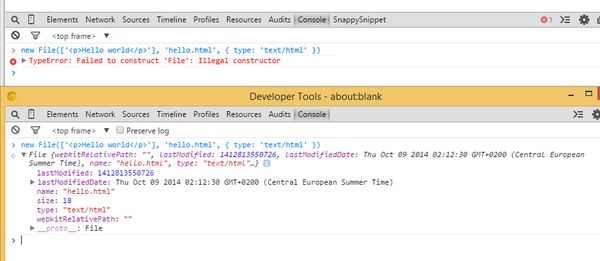 Elements Network Sources Timeline Profiles Resources Audits Console SnappySnippet 1
<top frame>
new File(['<p>Hello world</p>'], 'hello.html', { type: 'text/html' })
TypeError: Failed to construct 'File': Illegal constructor
Developer Tools - about:blank
Elements Network Sources Timeline Profiles Resources Audits Console
<top frame> Preserve log
new File(['<p>Hello world</p>'], 'hello.html', { type: 'text/html' })
File {webkitRelativePath: "", lastModified: 1412813550726, lastModifiedDate: Thu Oct 09 2014 02:12:30 GMT+0200 (Central European
Summer Time), name: "hello.html", type: "text/html"…}
lastModified: 1412813550726
lastModifiedDate: Thu Oct 09 2014 02:12:30 GMT+0200 (Central European Summer Time)
name: "hello.html"
size: 18
type: "text/html"
webkitRelativePath: ""
__proto__: File